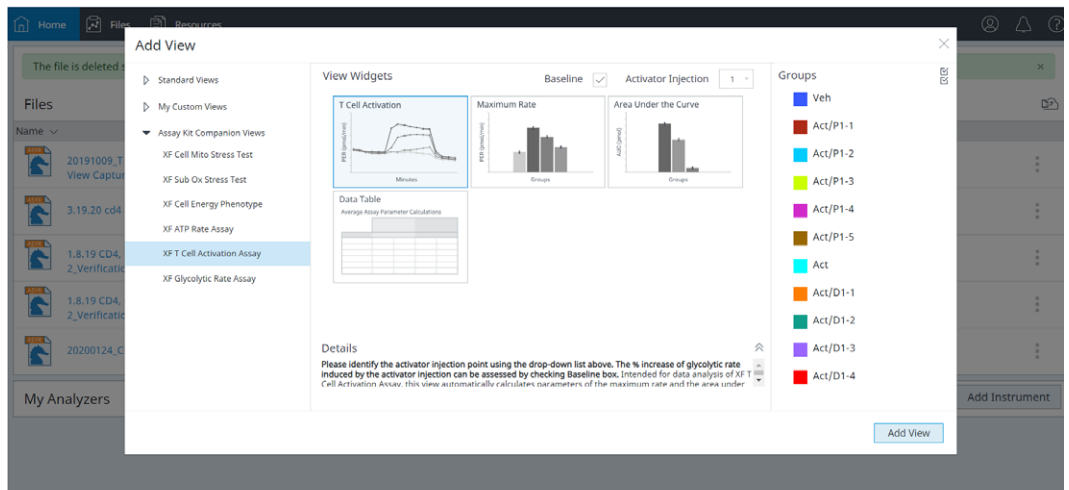 Home
Files
Resources
The file is deleted s
Files
Name
20191009_T
View Captur
3.19.20 cd4
1.8.19 CD4,
2_Verificatio
1.8.19 CD4,
2_Verificatio
20200124_C
My Analyzers
Add Instrument
Add View
Standard Views
My Custom Views
Assay Kit Companion Views
XF Cell Mito Stress Test
XF Sub Ox Stress Test
XF Cell Energy Phenotype
XF ATP Rate Assay
XF T Cell Activation Assay
XF Glycolytic Rate Assay
View Widgets
Baseline
Activator Injection
1
T Cell Activation
PER (pmol/min)
Minutes
Maximum Rate
PER (pmol/min)
Groups
Area Under the Curve
AUC (pmol)
Groups
Data Table
Average Assay Parameter Calculations
Details
Please identify the activator injection point using the drop-down list above. The % increase of glycolytic rate
induced by the activator injection can be assessed by checking Baseline box. Intended for data analysis of XF T
Cell Activation Assay, this view automatically calculates parameters of the maximum rate and the area under
Groups
Veh
Act/P1-1
Act/P1-2
Act/P1-3
Act/P1-4
Act/P1-5
Act
Act/D1-1
Act/D1-2
Act/D1-3
Act/D1-4
Add View